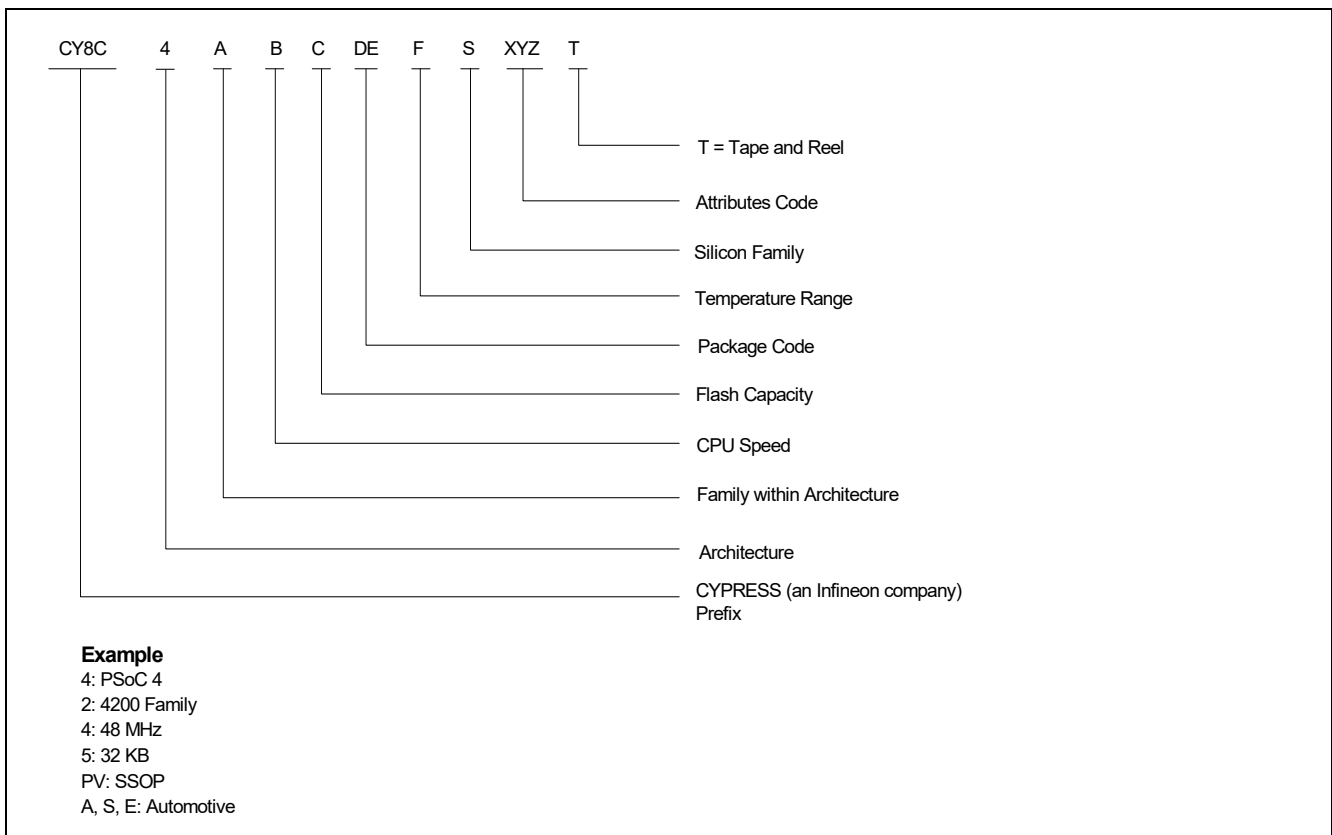 CY8C 4 A B C DE F S XYZ T
T = Tape and Reel
Attributes Code
Silicon Family
Temperature Range
Package Code
Flash Capacity
CPU Speed
Family within Architecture
Architecture
CYPRESS (an Infineon company)
Prefix
Example
4: PSoC 4
2: 4200 Family
4: 48 MHz
5: 32 KB
PV: SSOP
A, S, E: Automotive